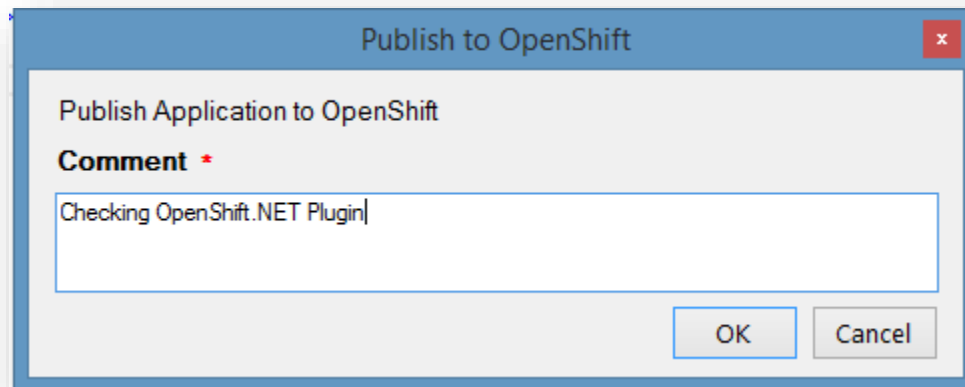 Publish to OpenShift
x
Publish Application to OpenShift
Comment *
Checking OpenShift.NET Plugin
OK Cancel